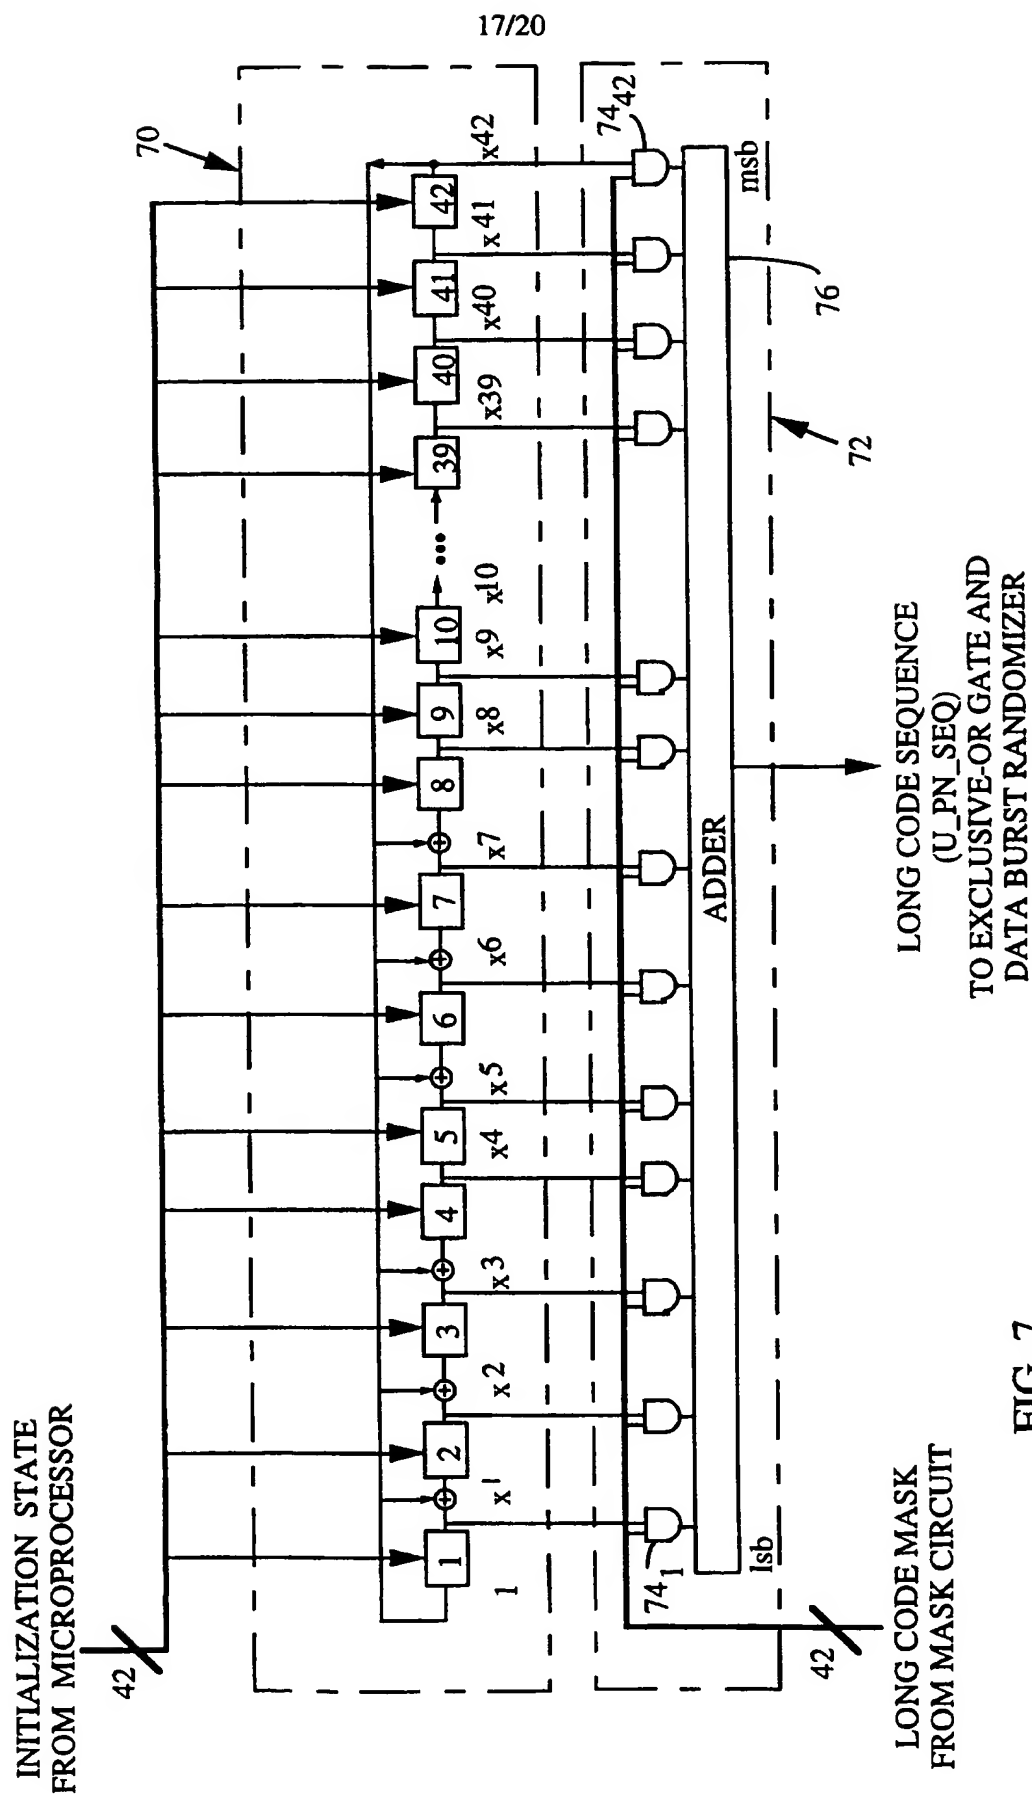 17/20
INITIALIZATION STATE
FROM MICROPROCESSOR
42
70
1 2 3 4 5 6 7 8 9 10 ... 39 40 41 42
1 x1 x2 x3 x4 x5 x6 x7 x8 x9 x10 x39 x40 x41 x42
74 1
74 42
lsb
ADDER
msb
76
72
42
LONG CODE MASK
FROM MASK CIRCUIT
LONG CODE SEQUENCE
(U_PN_SEQ)
TO EXCLUSIVE-OR GATE AND
DATA BURST RANDOMIZER
FIG. 7